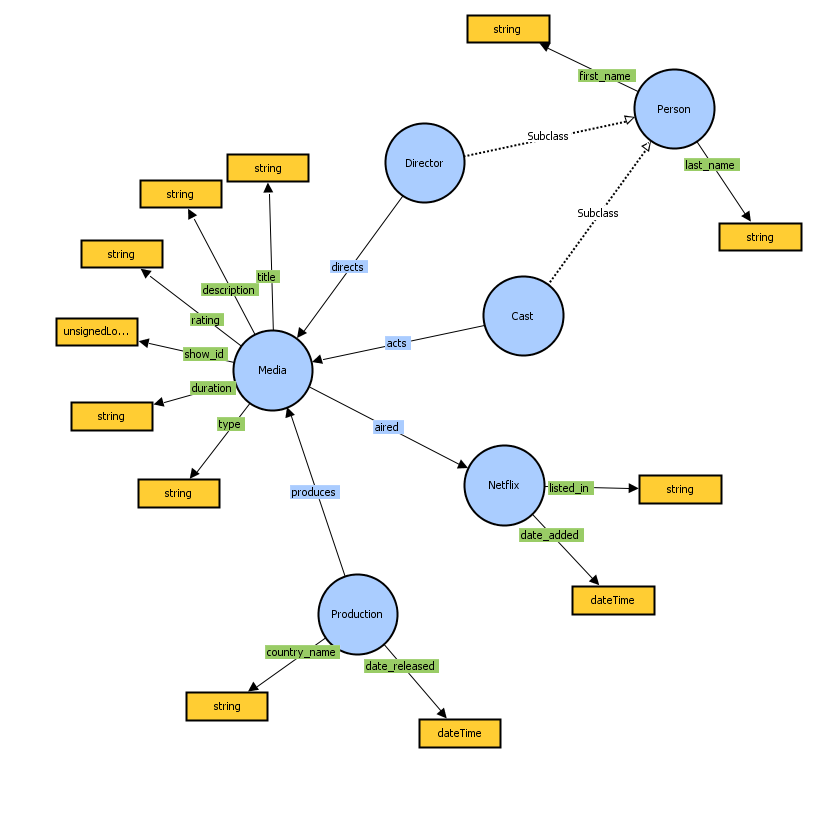 string
first_name
Person
Subclass
Director
string
last_name
string
string
Subclass
string
string
directs
title
description
Cast
rating
unsignedLo...
acts
show_id
Media
duration
string
type
aired
Netflix
listed_in
string
string
produces
date_added
dateTime
Production
country_name
date_released
string
dateTime